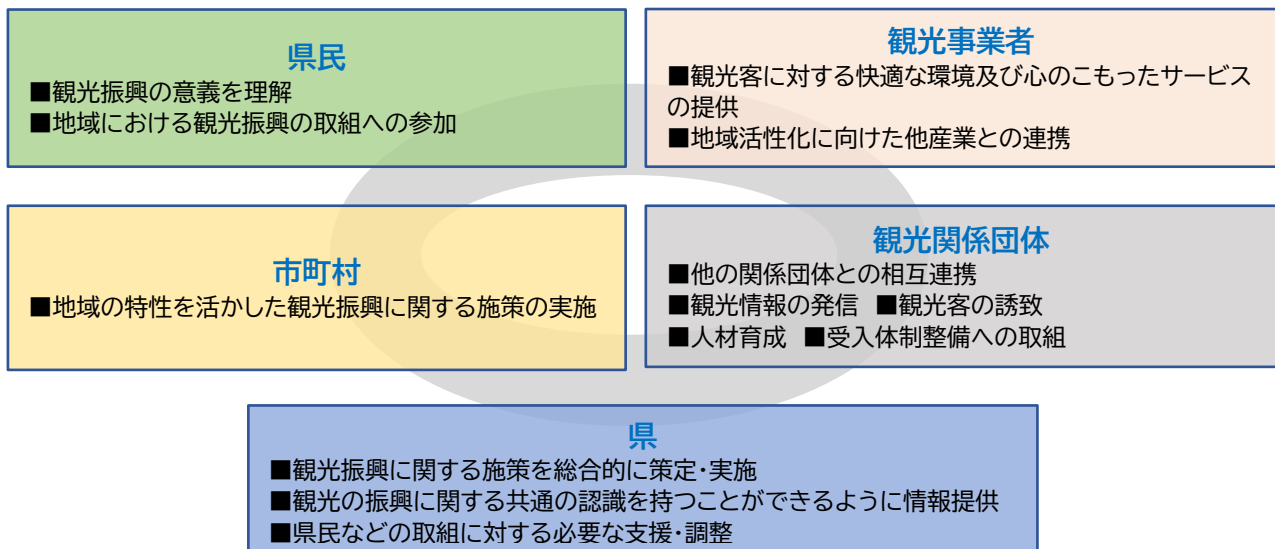 県民
■観光振興の意義を理解
■地域における観光振興の取組への参加
観光事業者
■観光客に対する快適な環境及び心のこもったサービス
の提供
■地域活性化に向けた他産業との連携
市町村
■地域の特性を活かした観光振興に関する施策の実施
観光関係団体
■他の関係団体との相互連携
■観光情報の発信 ■観光客の誘致
■人材育成 ■受入体制整備への取組
県
■観光振興に関する施策を総合的に策定・実施
■観光の振興に関する共通の認識を持つことができるように情報提供
■県民などの取組に対する必要な支援・調整